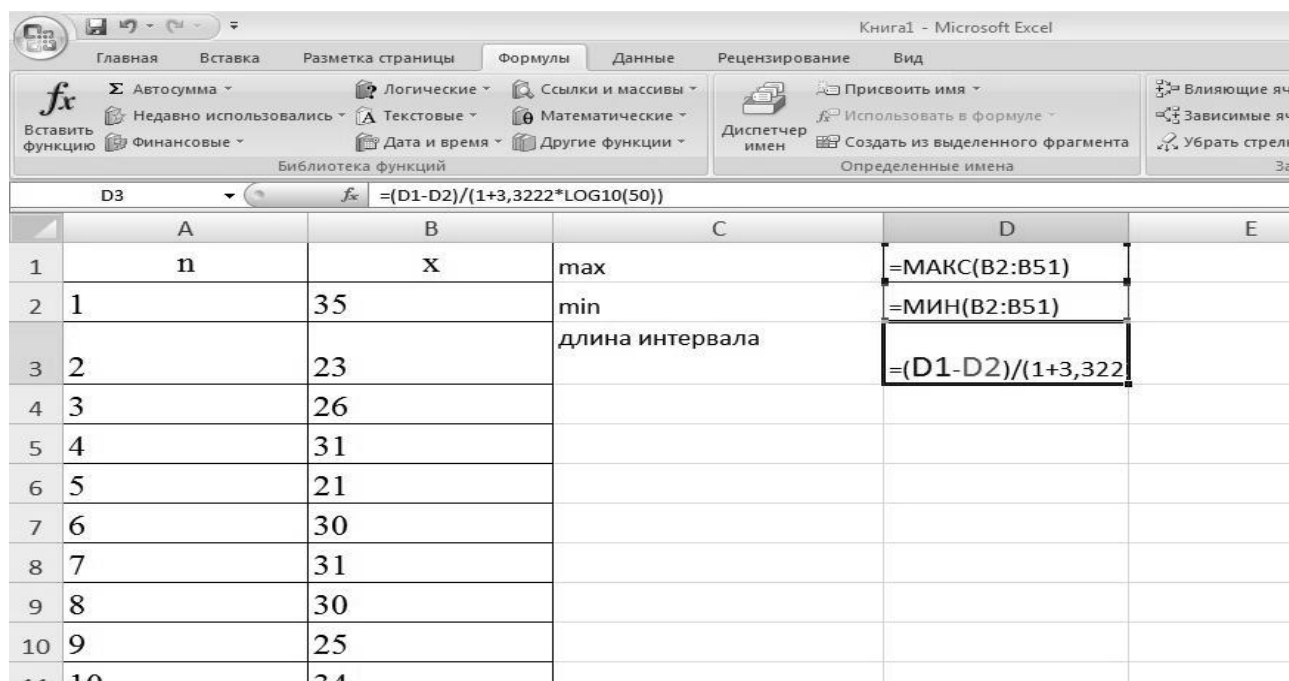 Книга1 - Microsoft Excel
Главная Вставка Разметка страницы Формулы Данные Рецензирование Вид
fx Σ Автосумма Логические Ссылки и массивы Присвоить имя Влияющие яч
Вставить функцию Недавно использовались Текстовые Математические Диспетчер имен Использовать в формуле Зависимые яч
Финансовые Дата и время Другие функции Создать из выделенного фрагмента Убрать стрел
Библиотека функций Определенные имена За
D3 fx =(D1-D2)/(1+3,3222*LOG10(50))
A B C D E
1 n x max =МАКС(B2:B51)
2 1 35 min =МИН(B2:B51)
3 2 23 длина интервала =(D1-D2)/(1+3,322
4 3 26
5 4 31
6 5 21
7 6 30
8 7 31
9 8 30
10 9 25